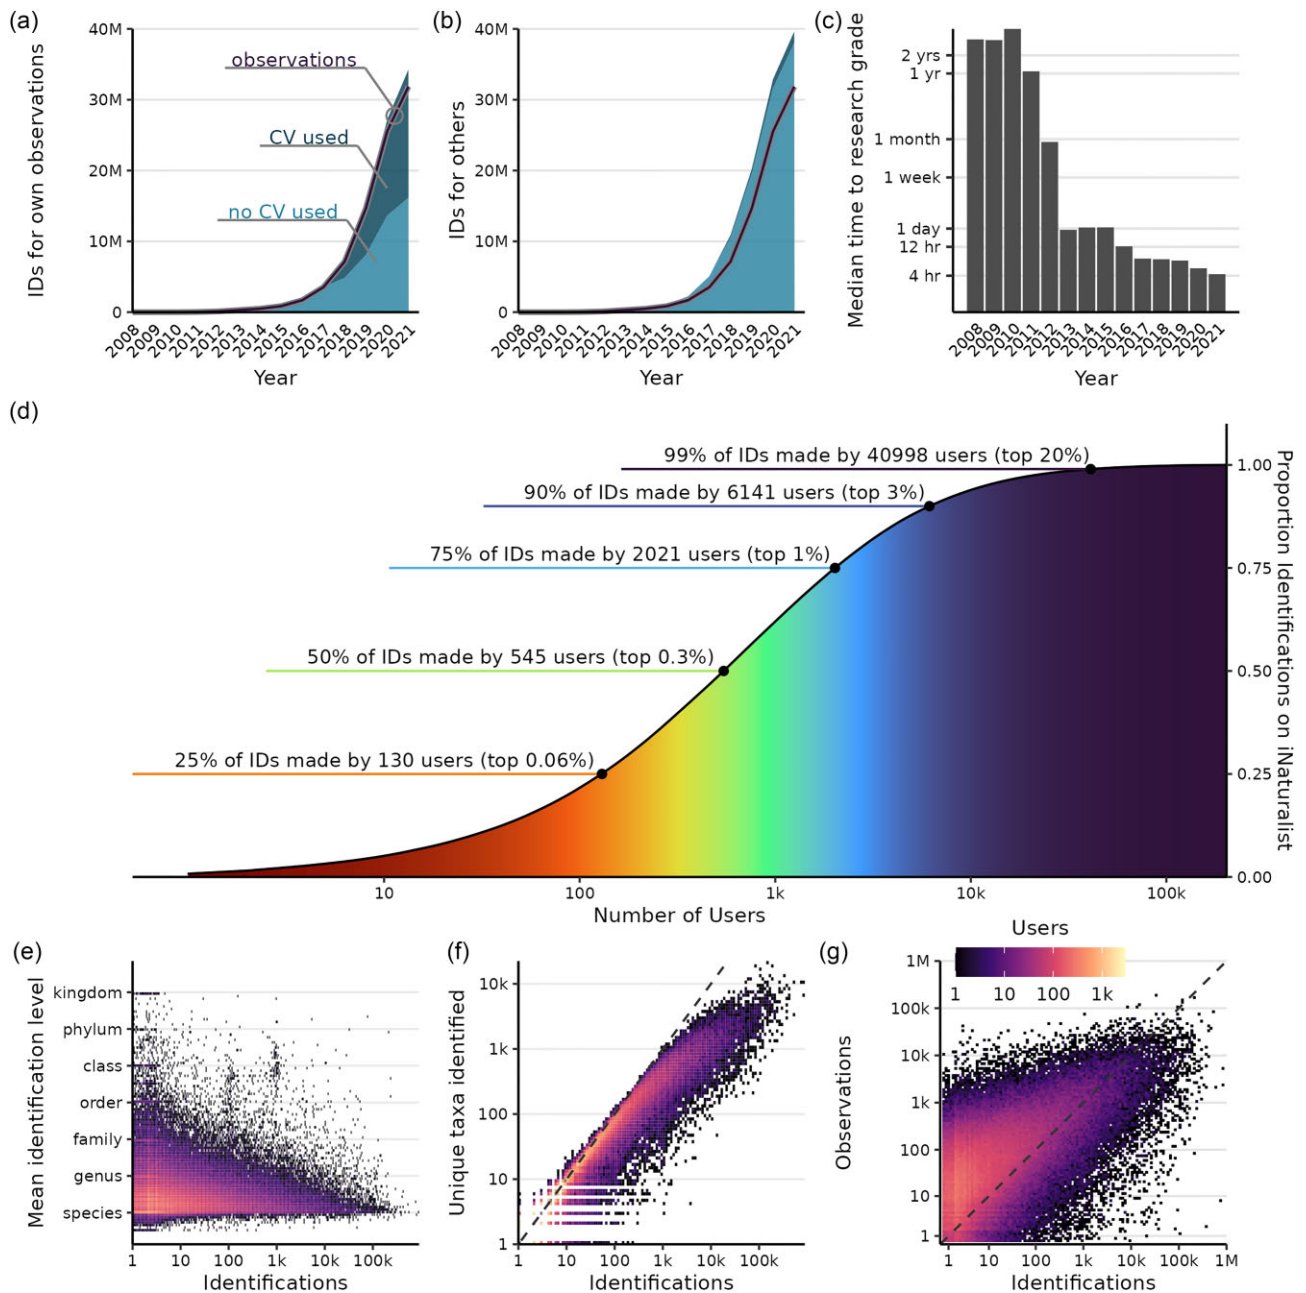 (a)
IDs for own observations
40M
30M
20M
10M
0
observations
CV used
no CV used
2008 2009 2010 2011 2012 2013 2014 2015 2016 2017 2018 2019 2020 2021
Year
(b)
IDs for others
40M
30M
20M
10M
0
2008 2009 2010 2011 2012 2013 2014 2015 2016 2017 2018 2019 2020 2021
Year
(c)
Median time to research grade
2 yrs
1 yr
1 month
1 week
1 day
12 hr
4 hr
2008 2009 2010 2011 2012 2013 2014 2015 2016 2017 2018 2019 2020 2021
Year
(d)
99% of IDs made by 40998 users (top 20%)
90% of IDs made by 6141 users (top 3%)
75% of IDs made by 2021 users (top 1%)
50% of IDs made by 545 users (top 0.3%)
25% of IDs made by 130 users (top 0.06%)
1.00
0.75
0.50
0.25
0.00
Proportion Identifications on iNaturalist
10 100 1k 10k 100k
Number of Users
(e)
Mean identification level
kingdom
phylum
class
order
family
genus
species
1 10 100 1k 10k 100k
Identifications
(f)
Unique taxa identified
10k
1k
100
10
1
1 10 100 1k 10k 100k
Identifications
(g)
Users
1 10 100 1k
Observations
1M
100k
10k
1k
100
10
1
1 10 100 1k 10k 100k 1M
Identifications